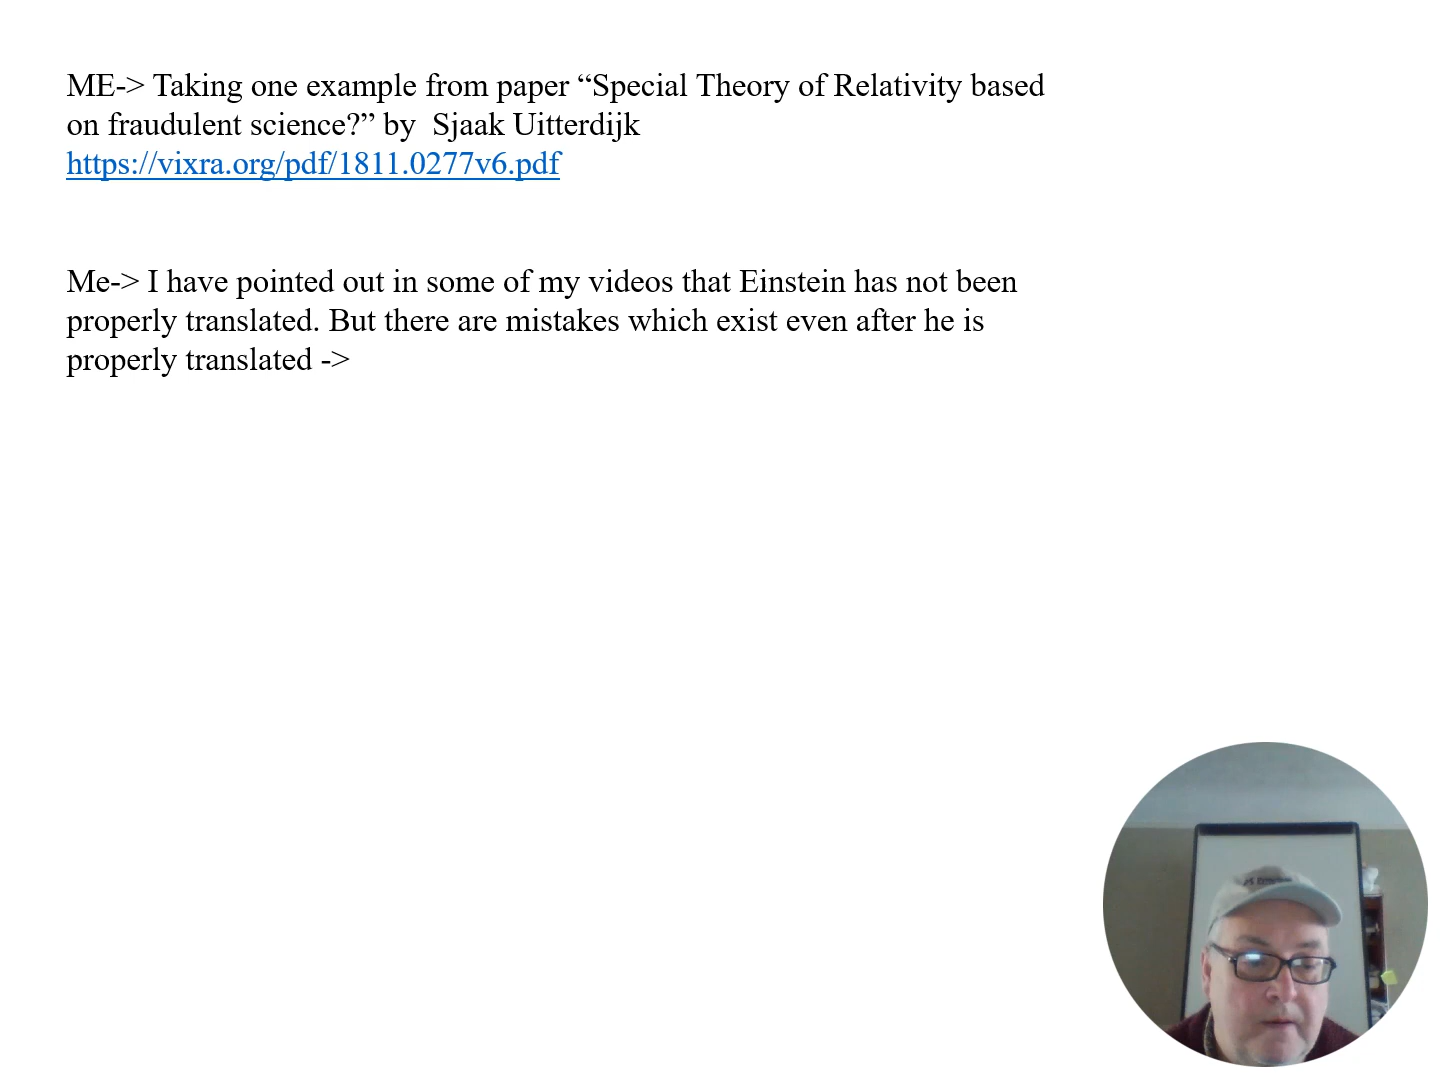 ME-> Taking one example from paper “Special Theory of Relativity based
on fraudulent science?” by  Sjaak Uitterdijk
https://vixra.org/pdf/1811.0277v6.pdf
Me-> I have pointed out in some of my videos that Einstein has not been
properly translated. But there are mistakes which exist even after he is
properly translated ->